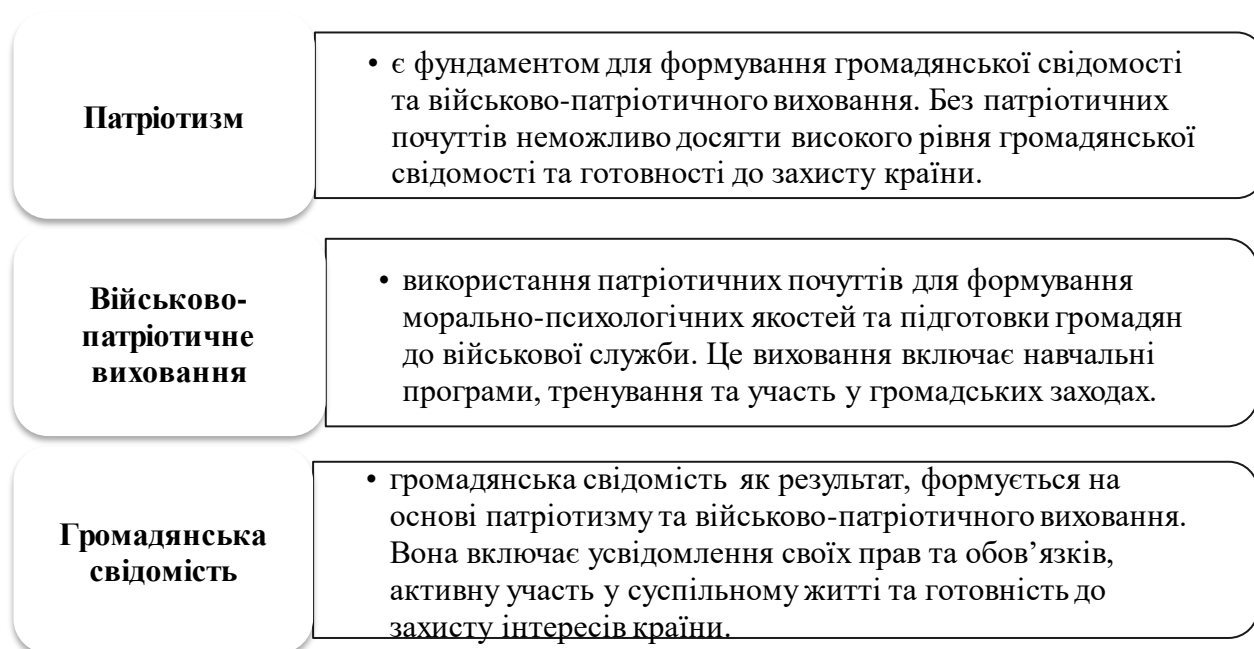 Патріотизм
• є фундаментом для формування громадянської свідомості
та військово-патріотичного виховання. Без патріотичних
почуттів неможливо досягти високого рівня громадянської
свідомості та готовності до захисту країни.
Військово-
патріотичне
виховання
• використання патріотичних почуттів для формування
морально-психологічних якостей та підготовки громадян
до військової служби. Це виховання включає навчальні
програми, тренування та участь у громадських заходах.
Громадянська
свідомість
• громадянська свідомість як результат, формується на
основі патріотизму та військово-патріотичного виховання.
Вона включає усвідомлення своїх прав та обов’язків,
активну участь у суспільному житті та готовність до
захисту інтересів країни.